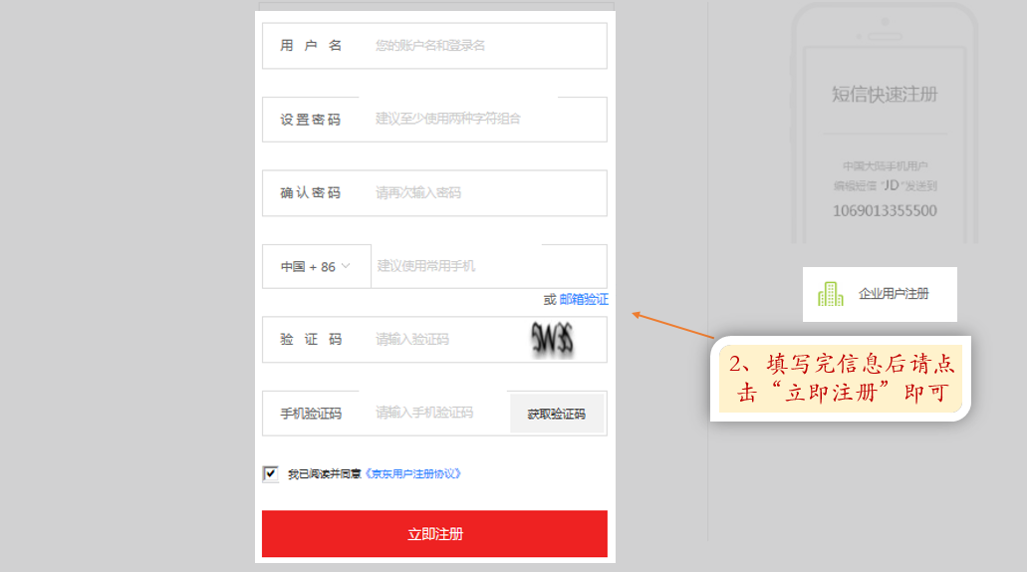 用 户 名 您的账户名和登录名
设置密码 建议至少使用两种字符组合
确认密码 请再次输入密码
中国 + 86 建议使用常用手机
或 邮箱验证
验 证 码 请输入验证码 5W3S
手机验证码 请输入手机验证码 获取验证码
我已阅读并同意《京东用户注册协议》
立即注册
短信快速注册
中国大陆手机用户
编辑短信 “JD”发送到
1069013355500
企业用户注册
2、填写完信息后请点
击“立即注册”即可